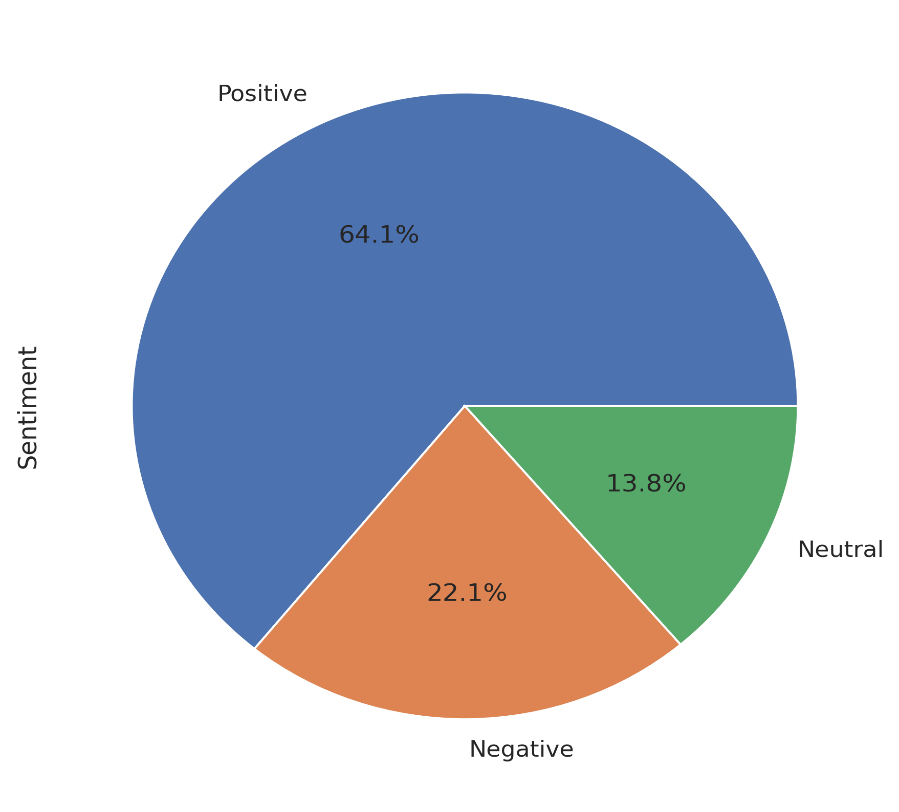 Positive
64.1%
Sentiment
13.8%
Neutral
22.1%
Negative